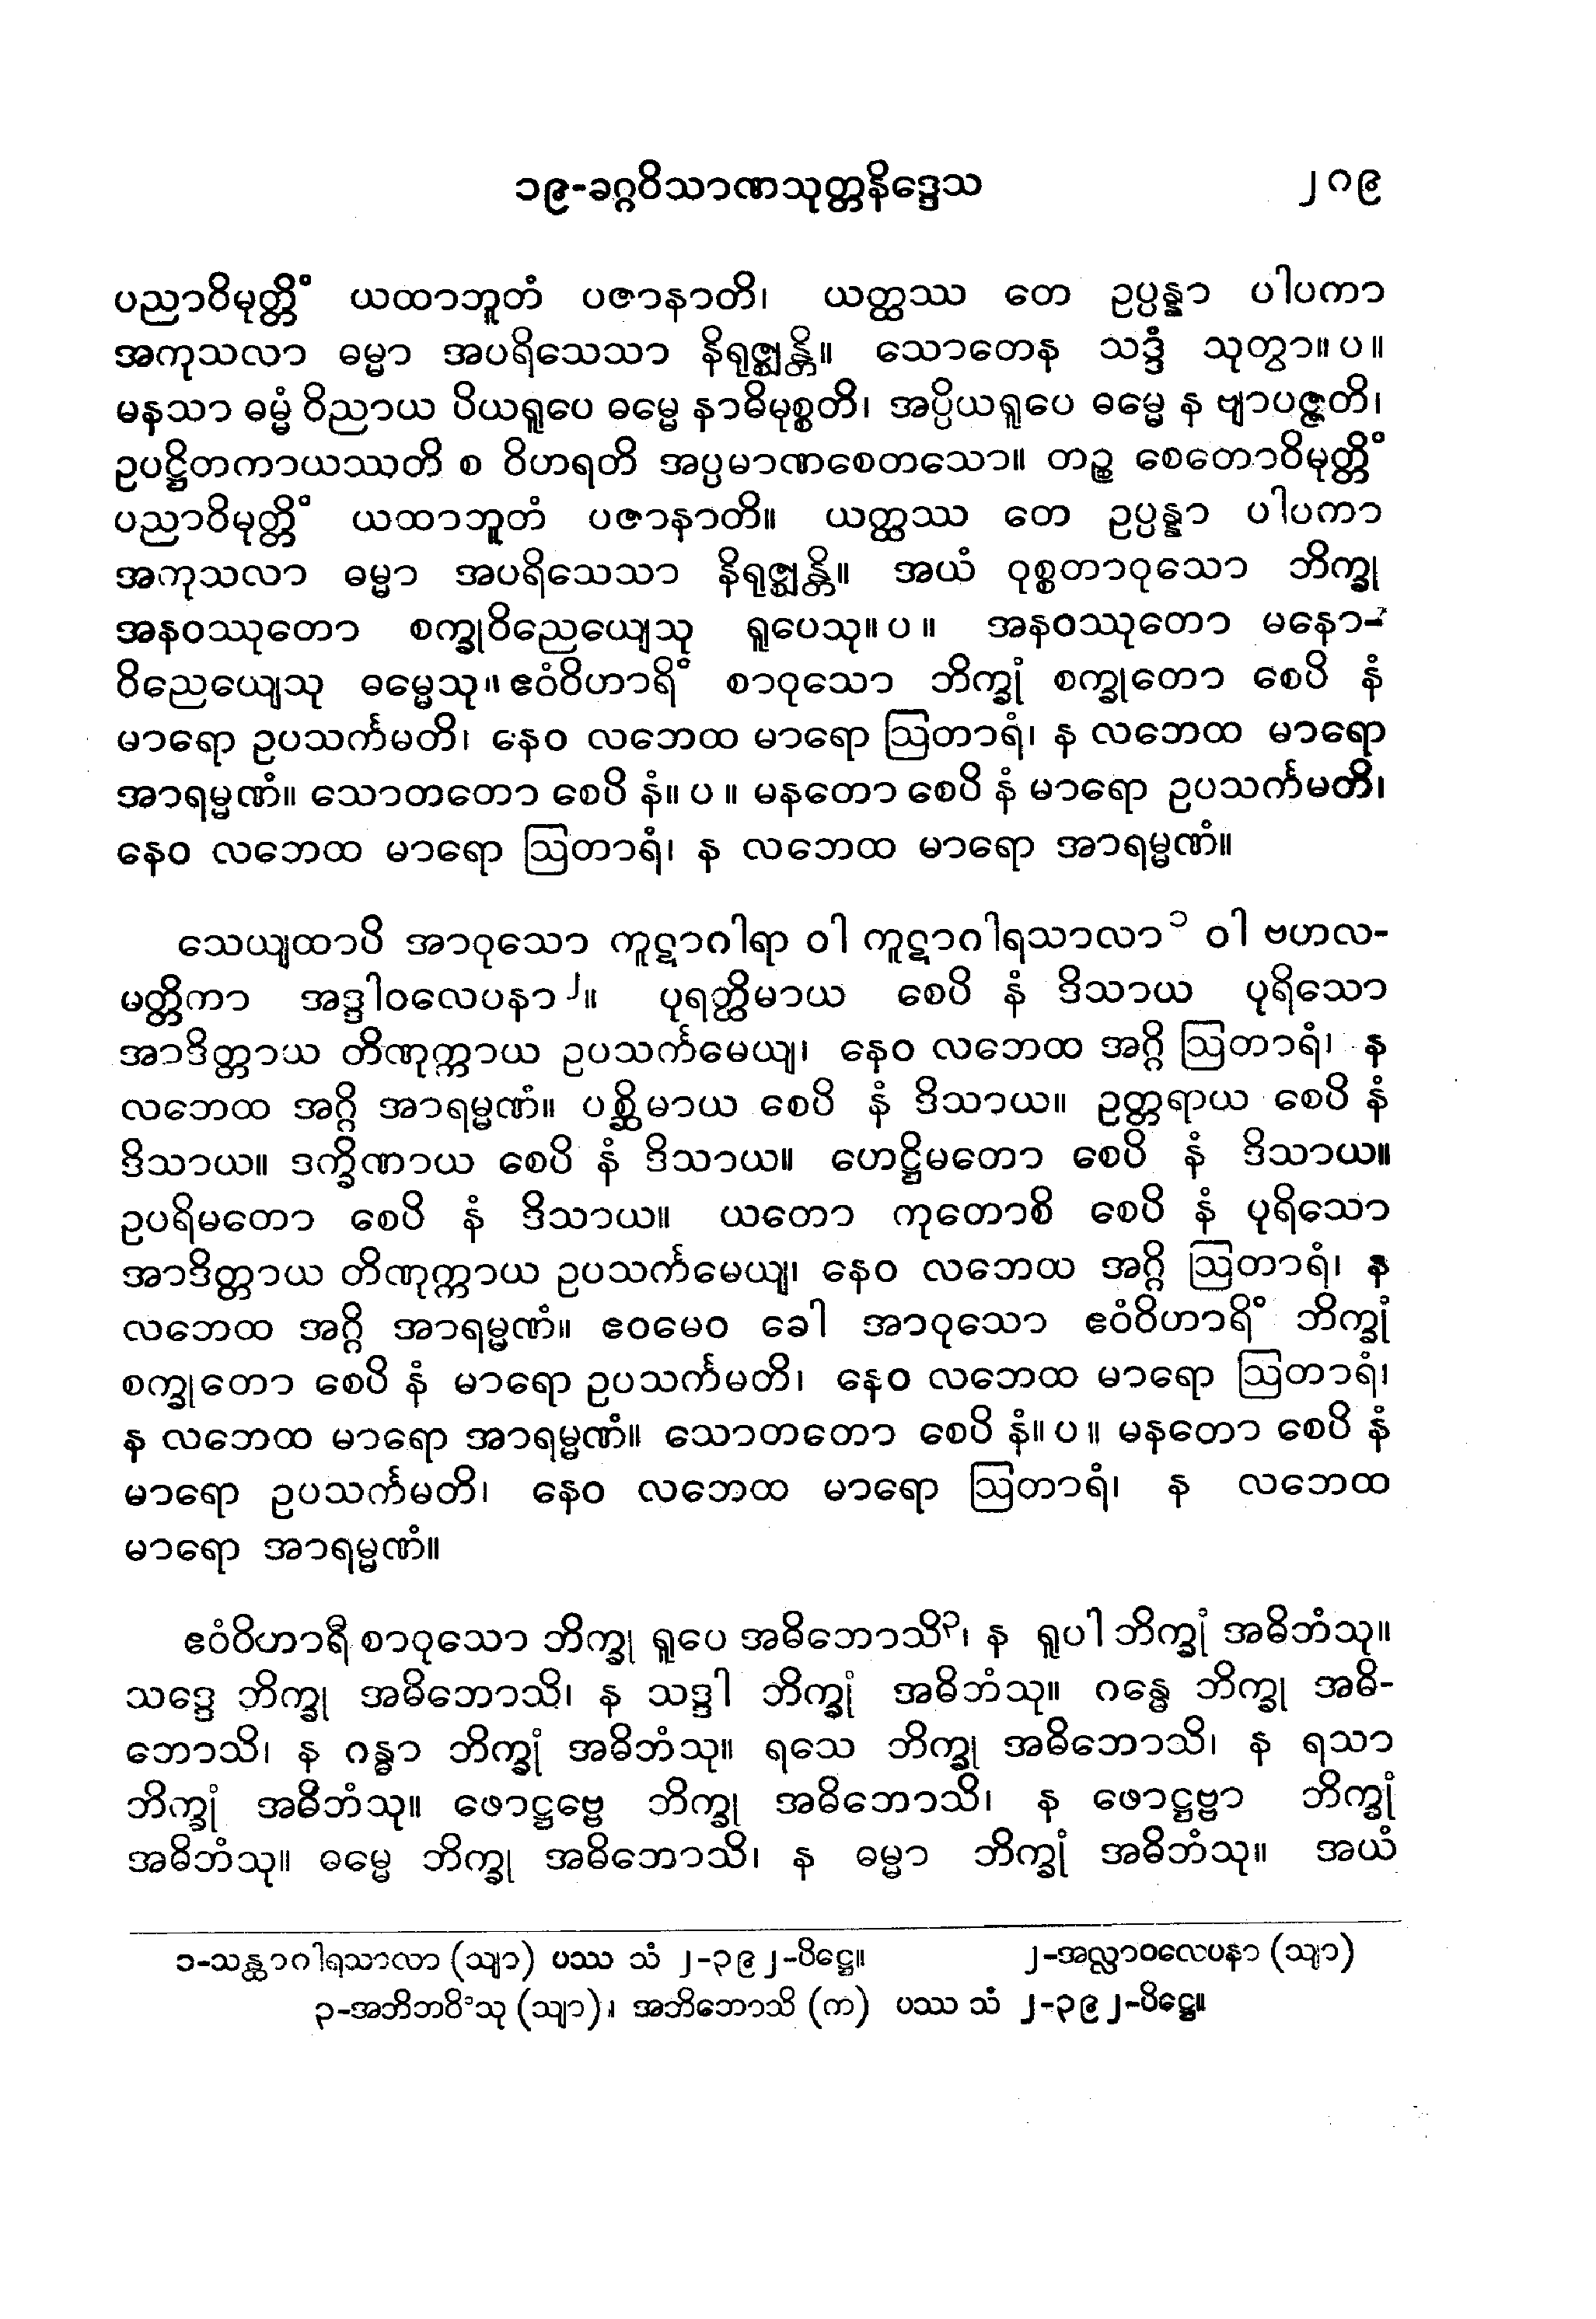 ၁၉-ခဂ္ဂဝိသာဏသုတ္တနိဒ္ဒေသ ၂၈၉
ပညာဝိမုတ္တိံ ယထာဘူတံ ပဇာနာတိ၊ ယတ္ထဿ တေ ဥပ္ပန္နာ ပါပကာ
အကုသလာ ဓမ္မာ အပရိသေသာ နိရုဇ္ဈန္တိ။ သောတေန သဒ္ဒံ သုတွာ။ ပ ။
မနသာ ဓမ္မံ ဝိညာယ ပိယရူပေ ဓမ္မေ နာဓိမုစ္စတိ၊ အပ္ပိယရူပေ ဓမ္မေ န ဗျာပဇ္ဇတိ၊
ဥပဋ္ဌိတကာယဿတိ စ ဝိဟရတိ အပ္ပမာဏစေတသော။ တဉ္စ စေတောဝိမုတ္တိံ
ပညာဝိမုတ္တိံ ယထာဘူတံ ပဇာနာတိ။ ယတ္ထဿ တေ ဥပ္ပန္နာ ပါပကာ
အကုသလာ ဓမ္မာ အပရိသေသာ နိရုဇ္ဈန္တိ။ အယံ ဝုစ္စတာဝုသော ဘိက္ခု
အနဝဿုတော စက္ခုဝိညေယျေသု ရူပေသု။ ပ ။ အနဝဿုတော မနော-
ဝိညေယျေသု ဓမ္မေသု။ ဧဝံဝိဟာရိံ စာဝုသော ဘိက္ခုံ စက္ခုတော စေပိ နံ
မာရော ဥပသင်္ကမတိ၊ နေဝ လဘေထ မာရော ဩတာရံ၊ န လဘေထ မာရော
အာရမ္မဏံ။ သောတတော စေပိ နံ။ ပ ။ မနတော စေပိ နံ မာရော ဥပသင်္ကမတိ၊
နေဝ လဘေထ မာရော ဩတာရံ၊ န လဘေထ မာရော အာရမ္မဏံ။
သေယျထာပိ အာဝုသော ကူဋာဂါရာ ဝါ ကူဋာဂါရသာလာ၁ ဝါ ဗဟလ-
မတ္တိကာ အဒ္ဒါဝလေပနာ၂။ ပုရတ္ထိမာယ စေပိ နံ ဒိသာယ ပုရိသော
အာဒိတ္တာယ တိဏုက္ကာယ ဥပသင်္ကမေယျ၊ နေဝ လဘေထ အဂ္ဂိ ဩတာရံ၊ န
လဘေထ အဂ္ဂိ အာရမ္မဏံ။ ပစ္ဆိမာယ စေပိ နံ ဒိသာယ။ ဥတ္တရာယ စေပိ နံ
ဒိသာယ။ ဒက္ခိဏာယ စေပိ နံ ဒိသာယ။ ဟေဋ္ဌိမတော စေပိ နံ ဒိသာယ။
ဥပရိမတော စေပိ နံ ဒိသာယ။ ယတော ကုတောစိ စေပိ နံ ပုရိသော
အာဒိတ္တာယ တိဏုက္ကာယ ဥပသင်္ကမေယျ၊ နေဝ လဘေထ အဂ္ဂိ ဩတာရံ၊ န
လဘေထ အဂ္ဂိ အာရမ္မဏံ။ ဧဝမေဝ ခေါ အာဝုသော ဧဝံဝိဟာရိံ ဘိက္ခုံ
စက္ခုတော စေပိ နံ မာရော ဥပသင်္ကမတိ၊ နေဝ လဘေထ မာရော ဩတာရံ၊
န လဘေထ မာရော အာရမ္မဏံ။ သောတတော စေပိ နံ။ ပ ။ မနတော စေပိ နံ
မာရော ဥပသင်္ကမတိ၊ နေဝ လဘေထ မာရော ဩတာရံ၊ န လဘေထ
မာရော အာရမ္မဏံ။
ဧဝံဝိဟာရီ စာဝုသော ဘိက္ခု ရူပေ အဓိဘောသိ၃၊ န ရူပါ ဘိက္ခုံ အဓိဘံသု။
သဒ္ဒေ ဘိက္ခု အဓိဘောသိ၊ န သဒ္ဒါ ဘိက္ခုံ အဓိဘံသု။ ဂန္ဓေ ဘိက္ခု အဓိ-
ဘောသိ၊ န ဂန္ဓာ ဘိက္ခုံ အဓိဘံသု။ ရသေ ဘိက္ခု အဓိဘောသိ၊ န ရသာ
ဘိက္ခုံ အဓိဘံသု။ ဖောဋ္ဌဗ္ဗေ ဘိက္ခု အဓိဘောသိ၊ န ဖောဋ္ဌဗ္ဗာ ဘိက္ခုံ
အဓိဘံသု။ ဓမ္မေ ဘိက္ခု အဓိဘောသိ၊ န ဓမ္မာ ဘိက္ခုံ အဓိဘံသု။ အယံ
၁-သန္ထာဂါရသာလာ (သျာ) ပဿ သံ ၂-၃၉၂-ပိဋ္ဌေ။ ၂-အလ္လာဝလေပနာ (သျာ)
၃-အဘိဘဝိံသု (သျာ)၊ အဘိဘောသိ (က) ပဿ သံ ၂-၃၉၂-ပိဋ္ဌေ။